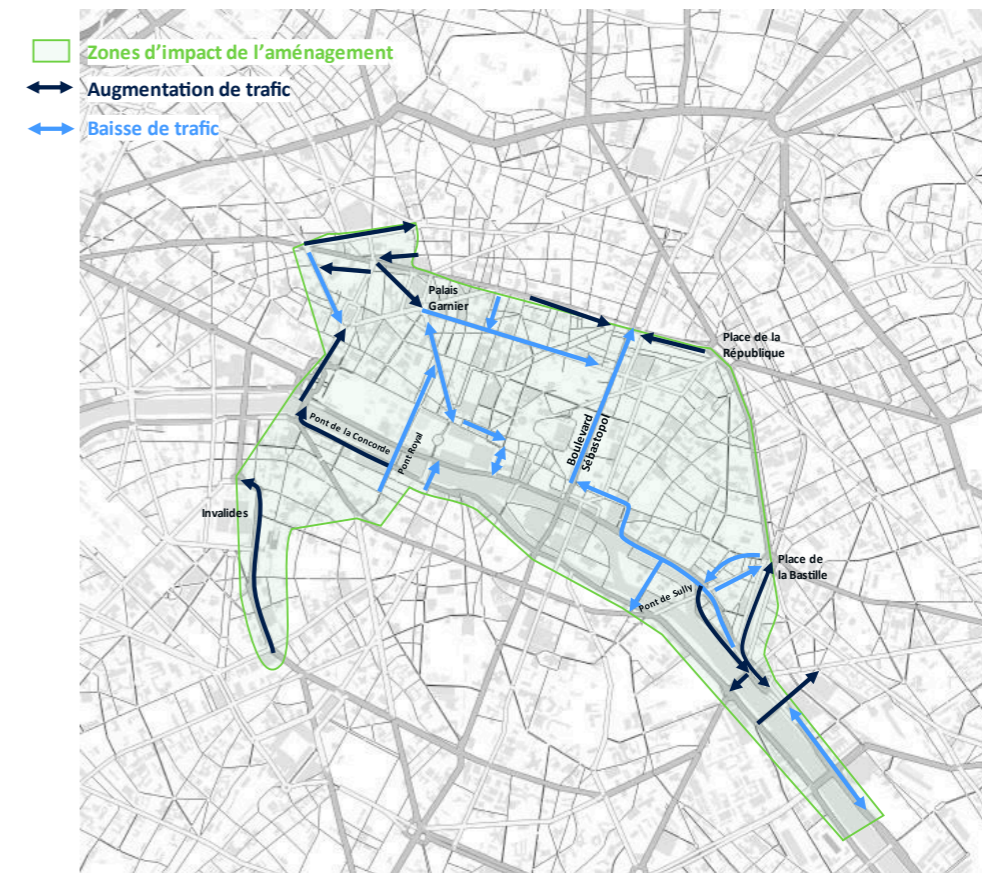 Zones d'impact de l'aménagement
Augmentation de trafic
Baisse de trafic
Palais
Garnier
Place de la
République
Pont de la Concorde
Pont Royal
Boulevard
Sébastopol
Invalides
Place de
la Bastille
Pont de Sully